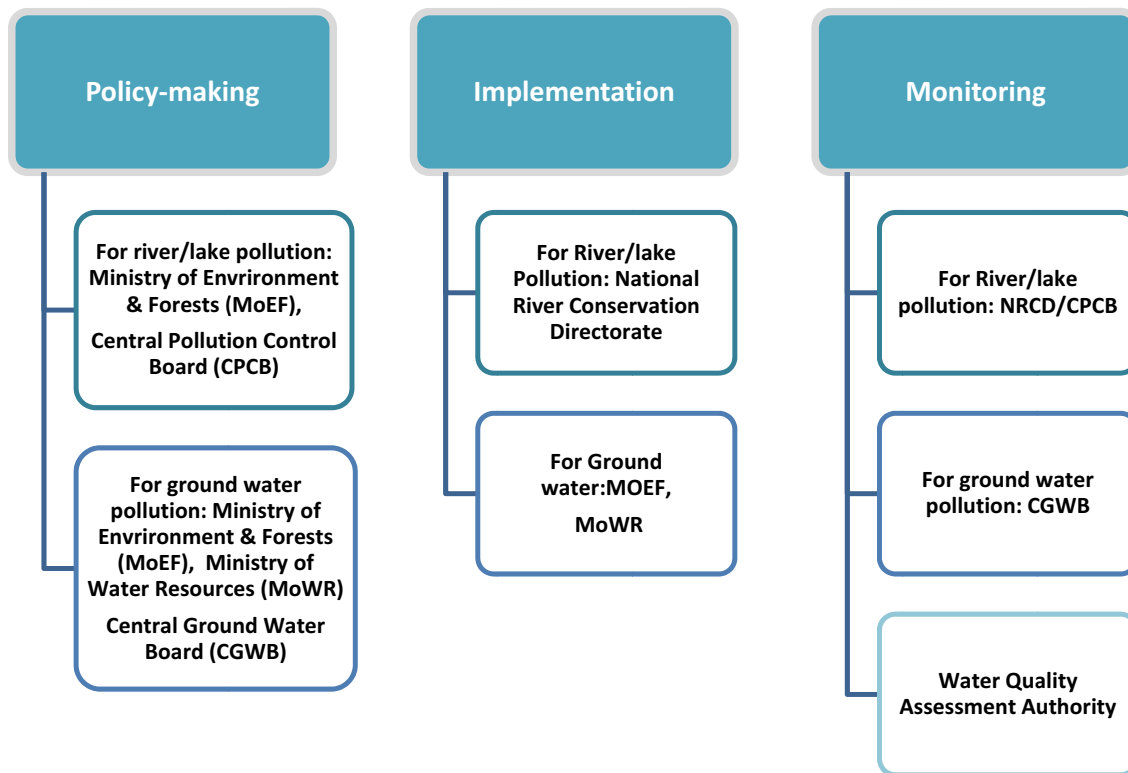 Policy-making
For river/lake pollution:
Ministry of Envrironment
& Forests (MoEF),
Central Pollution Control
Board (CPCB)
For ground water
pollution: Ministry of
Envrironment & Forests
(MoEF), Ministry of
Water Resources (MoWR)
Central Ground Water
Board (CGWB)
Implementation
For River/lake
Pollution: National
River Conservation
Directorate
For Ground
water:MOEF,
MoWR
Monitoring
For River/lake
pollution: NRCD/CPCB
For ground water
pollution: CGWB
Water Quality
Assessment Authority